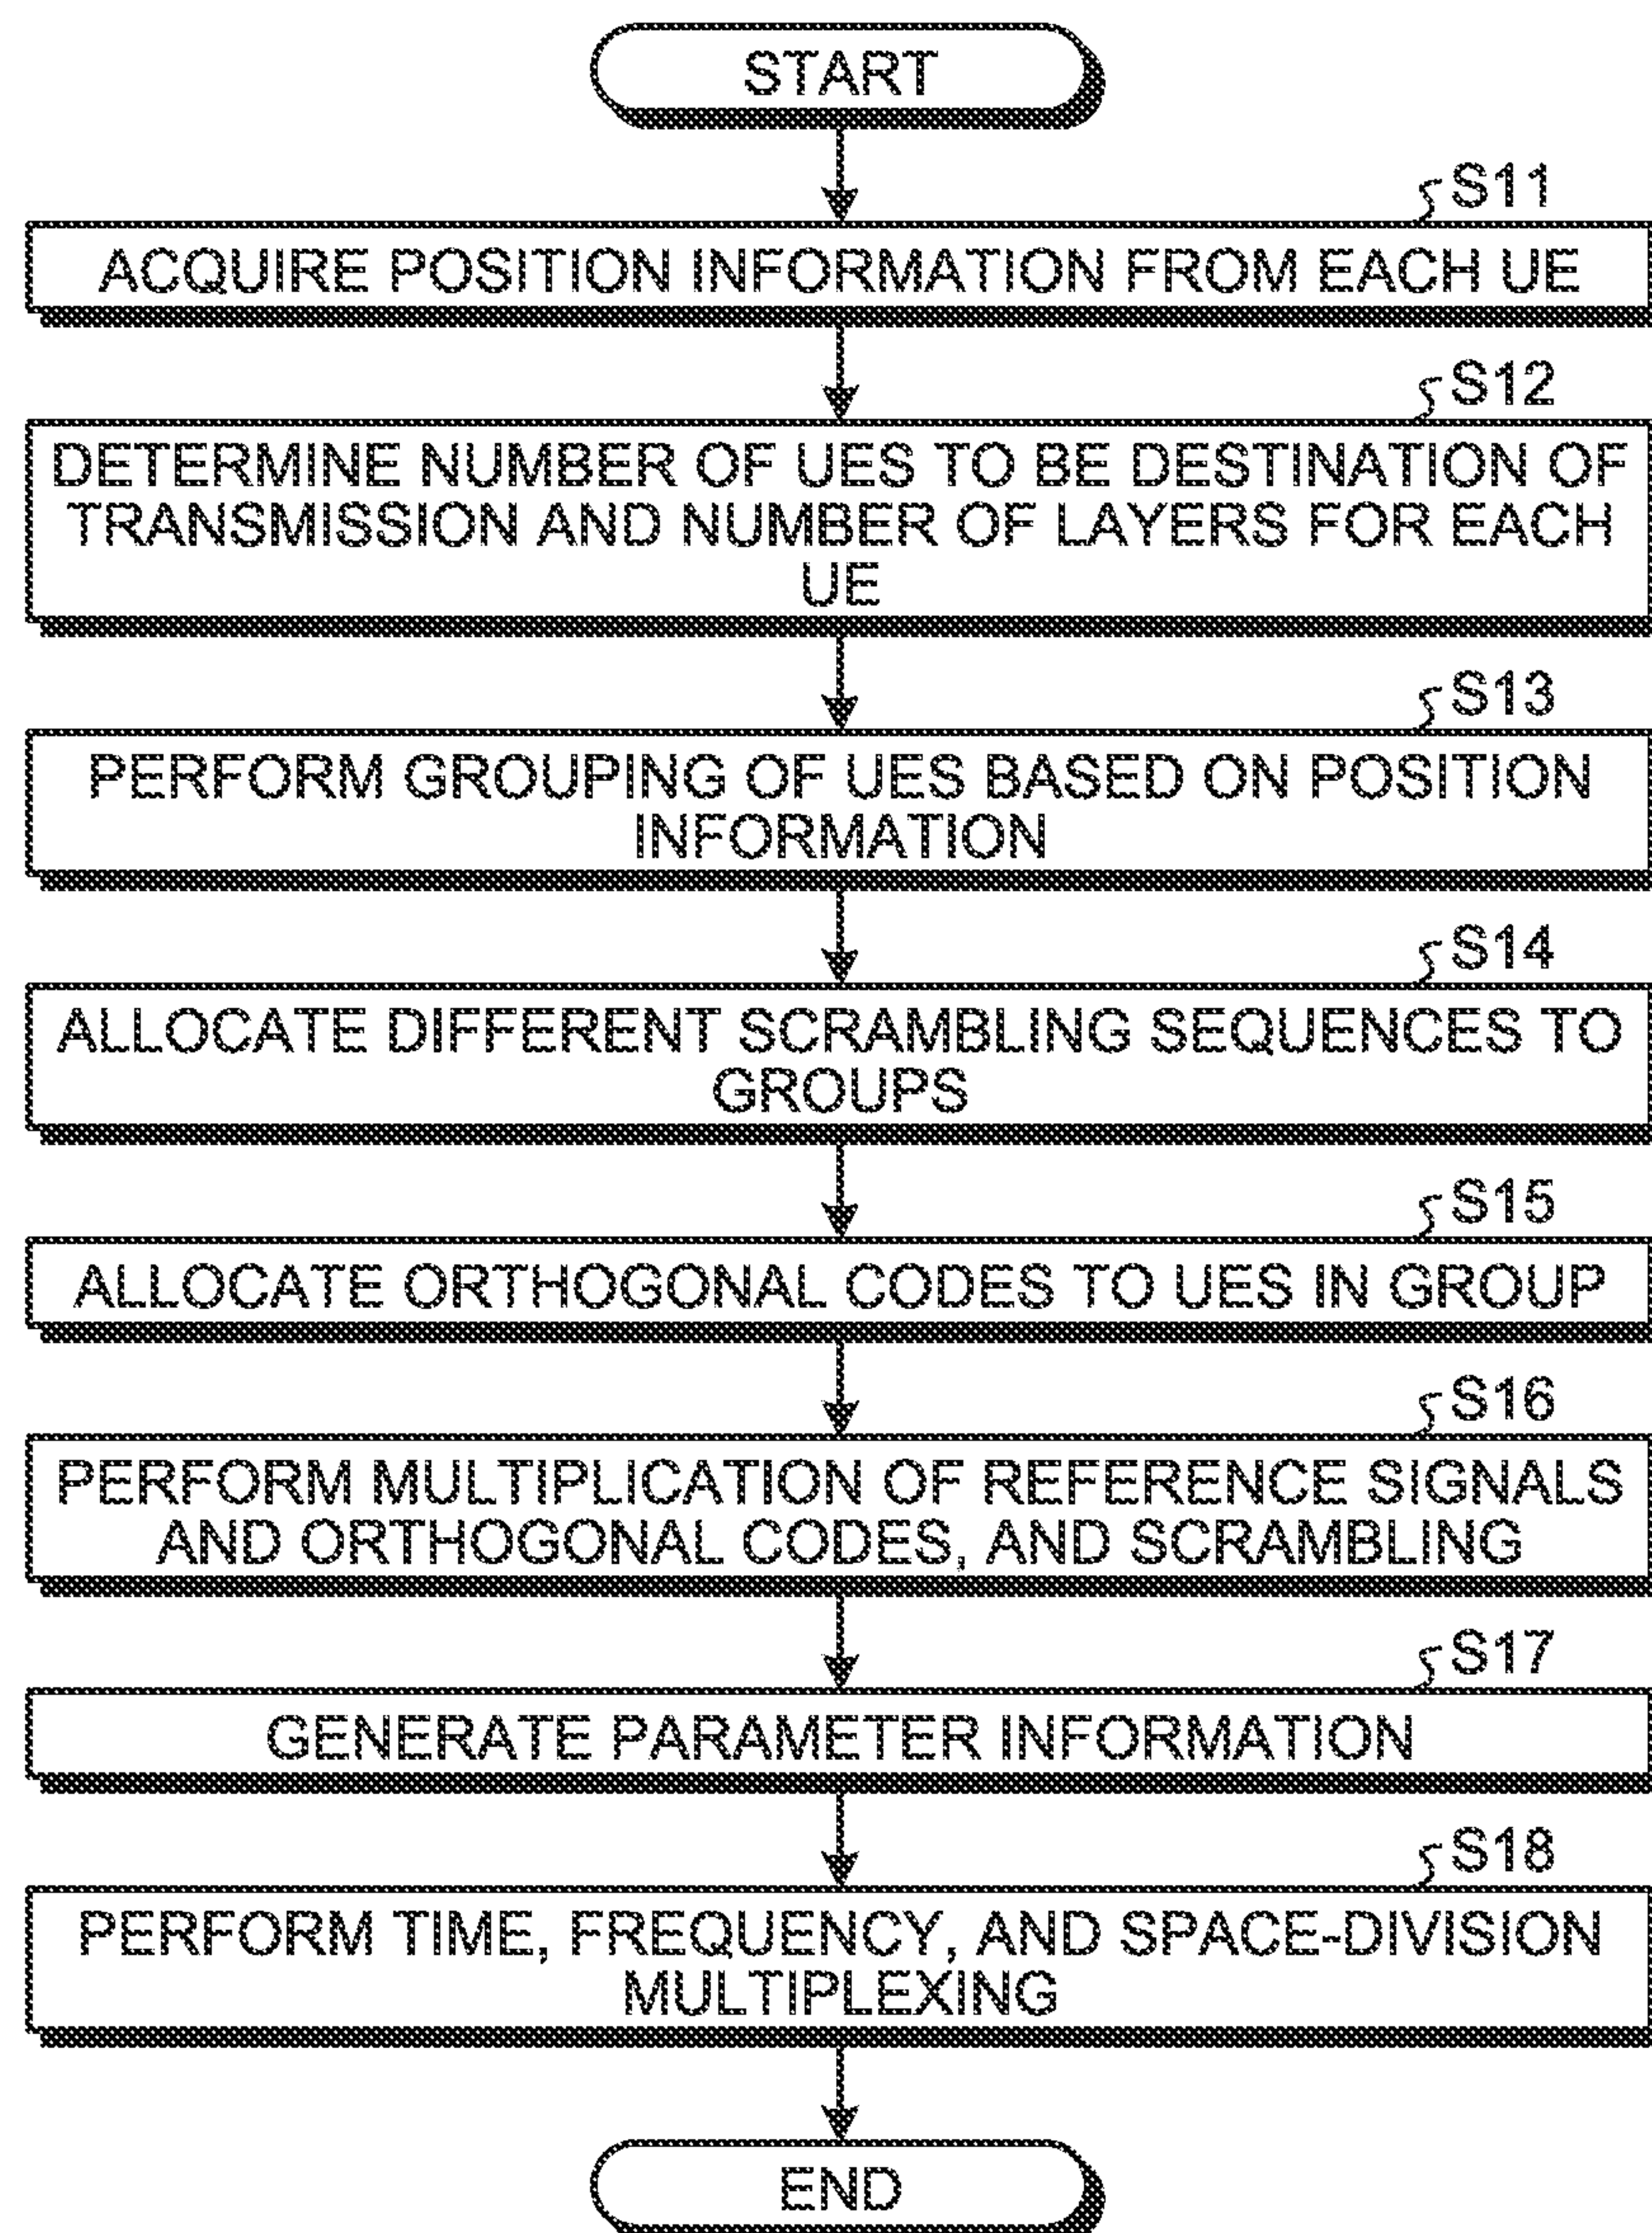 START
S11
ACQUIRE POSITION INFORMATION FROM EACH UE
S12
DETERMINE NUMBER OF UES TO BE DESTINATION OF
TRANSMISSION AND NUMBER OF LAYERS FOR EACH
UE
S13
PERFORM GROUPING OF UES BASED ON POSITION
INFORMATION
S14
ALLOCATE DIFFERENT SCRAMBLING SEQUENCES TO
GROUPS
S15
ALLOCATE ORTHOGONAL CODES TO UES IN GROUP
S16
PERFORM MULTIPLICATION OF REFERENCE SIGNALS
AND ORTHOGONAL CODES, AND SCRAMBLING
S17
GENERATE PARAMETER INFORMATION
S18
PERFORM TIME, FREQUENCY, AND SPACE-DIVISION
MULTIPLEXING
END